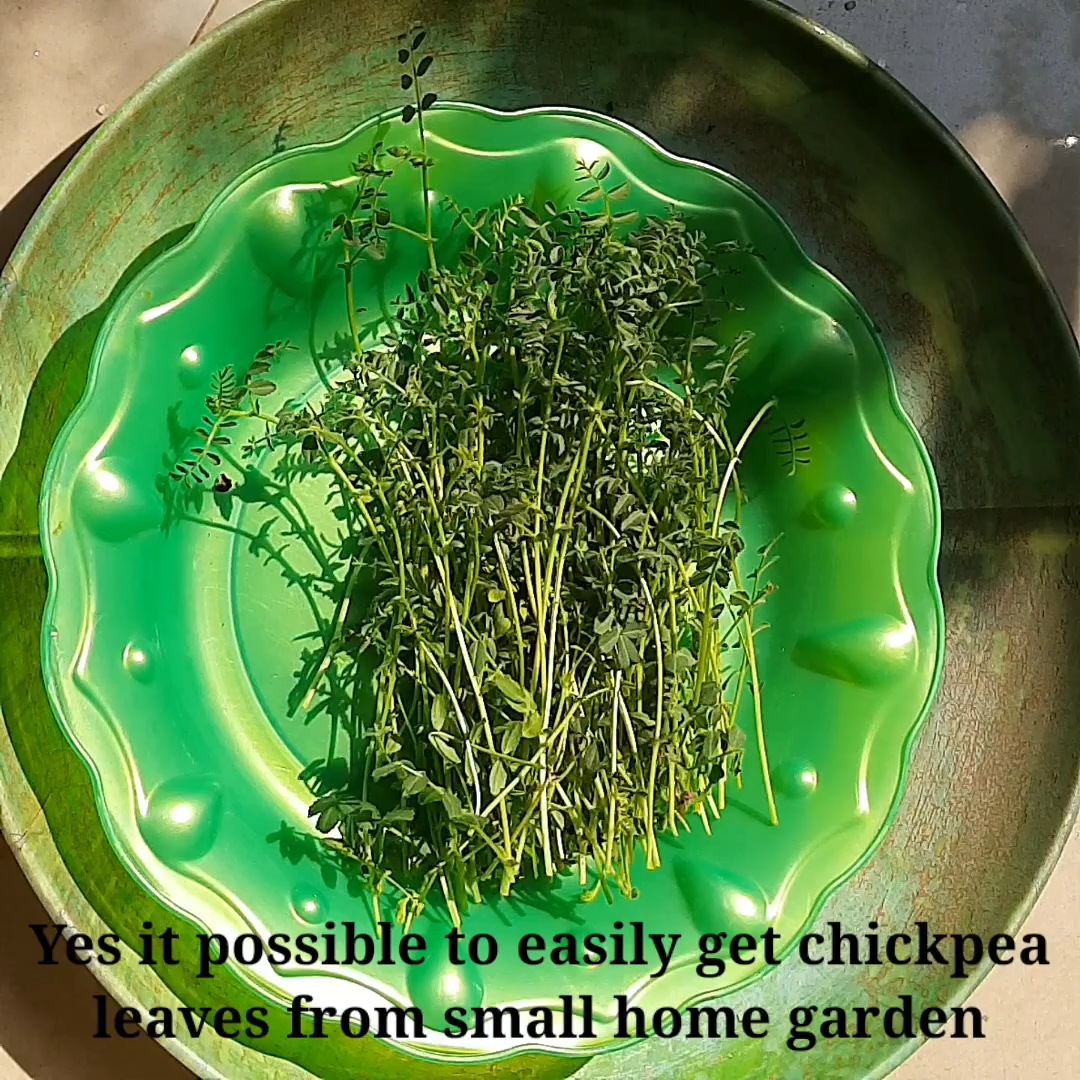 Yes it possible to easily get chickpea
leaves from small home garden